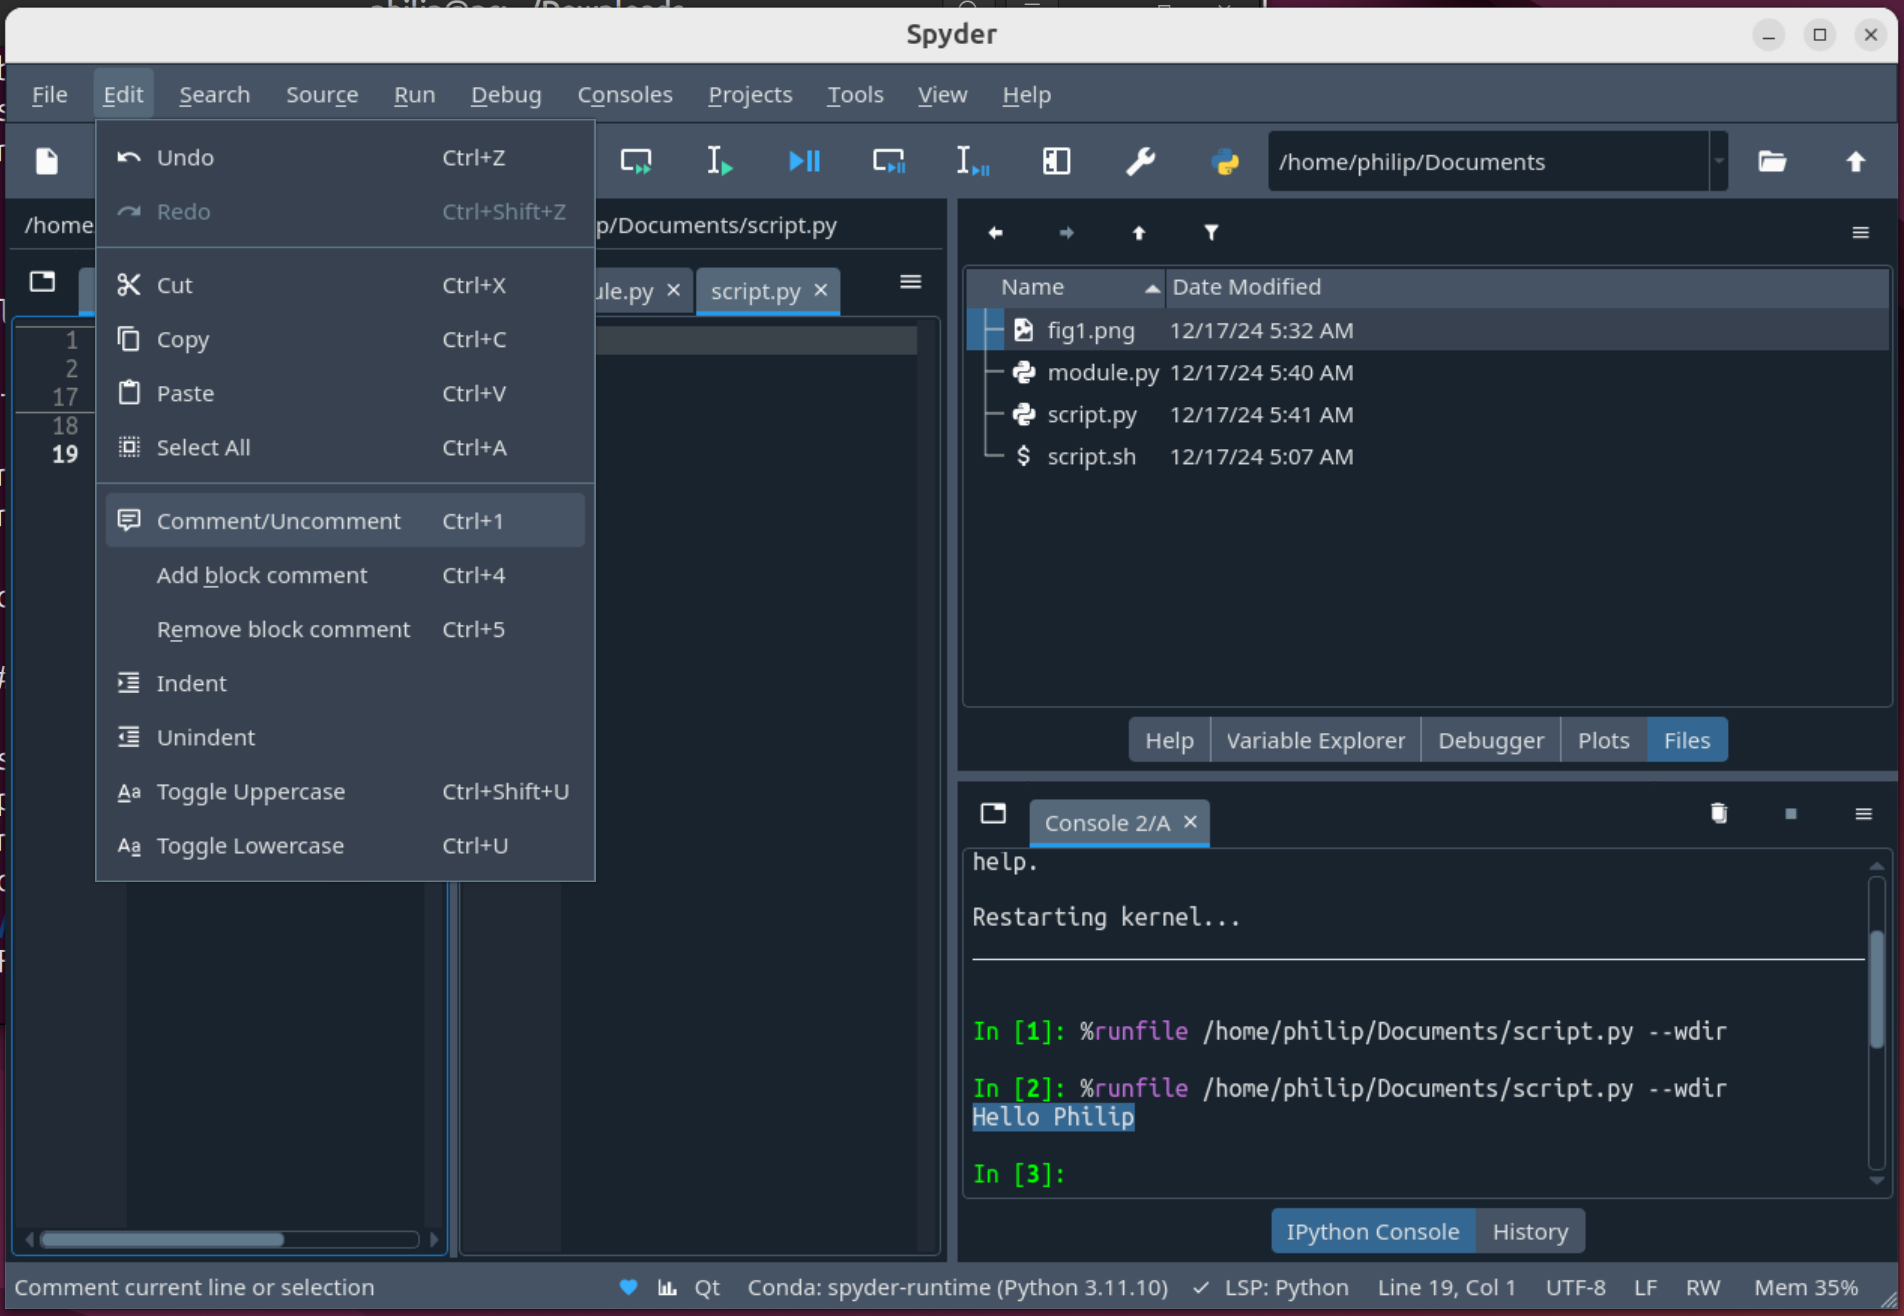 Spyder
File Edit Search Source Run Debug Consoles Projects Tools View Help
/home/philip/Documents
Undo Ctrl+Z
Redo Ctrl+Shift+Z
Cut Ctrl+X
Copy Ctrl+C
Paste Ctrl+V
Select All Ctrl+A
Comment/Uncomment Ctrl+1
Add block comment Ctrl+4
Remove block comment Ctrl+5
Indent
Unindent
Toggle Uppercase Ctrl+Shift+U
Toggle Lowercase Ctrl+U
/home
p/Documents/script.py
ule.py script.py
1
2
17
18
19
Name Date Modified
fig1.png 12/17/24 5:32 AM
module.py 12/17/24 5:40 AM
script.py 12/17/24 5:41 AM
$ script.sh 12/17/24 5:07 AM
Help Variable Explorer Debugger Plots Files
Console 2/A
help.
Restarting kernel...
In [1]: %runfile /home/philip/Documents/script.py --wdir
In [2]: %runfile /home/philip/Documents/script.py --wdir
Hello Philip
In [3]:
IPython Console History
Comment current line or selection Qt Conda: spyder-runtime (Python 3.11.10) LSP: Python Line 19, Col 1 UTF-8 LF RW Mem 35%